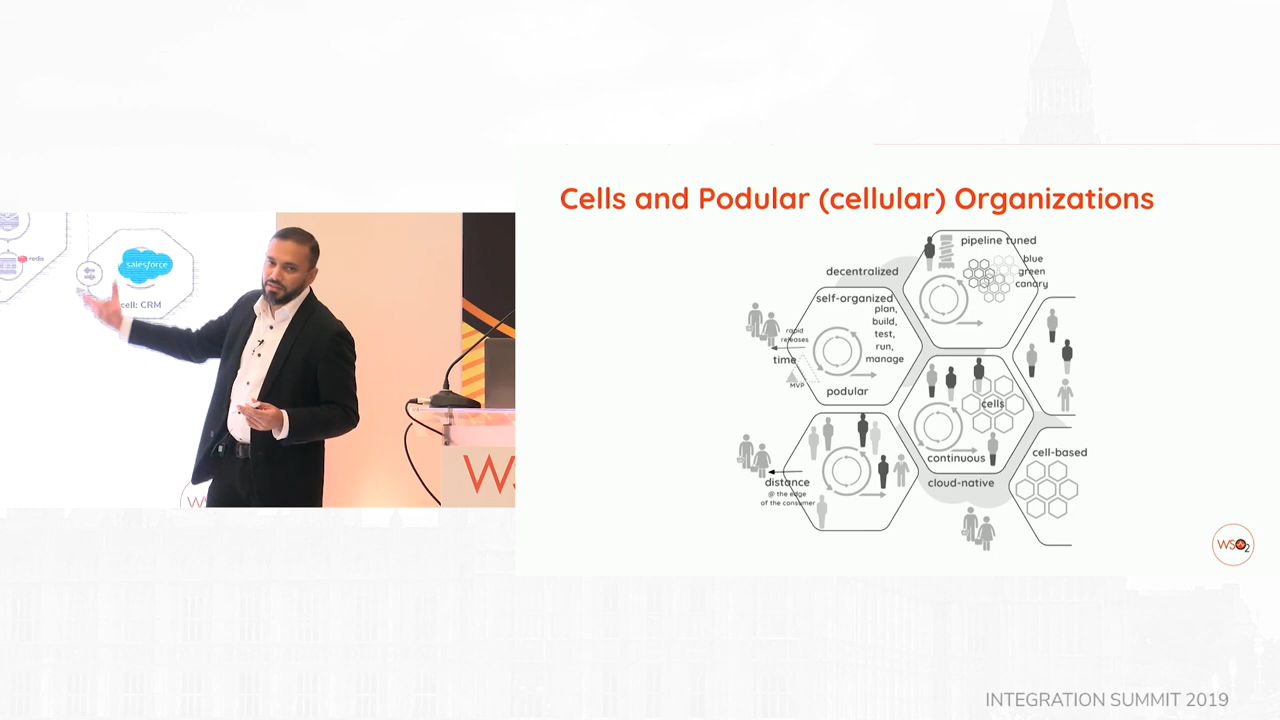 Cells and Podular (cellular) Organizations
pipeline tuned
blue
green
canary
decentralized
self-organized
plan,
build,
test,
run,
manage
rapid
releases
time
MVP
podular
cells
continuous
cloud-native
cell-based
distance
@ the edge
of the consumer
redis
salesforce
cell: CRM
W
WS
WSO2
INTEGRATION SUMMIT 2019